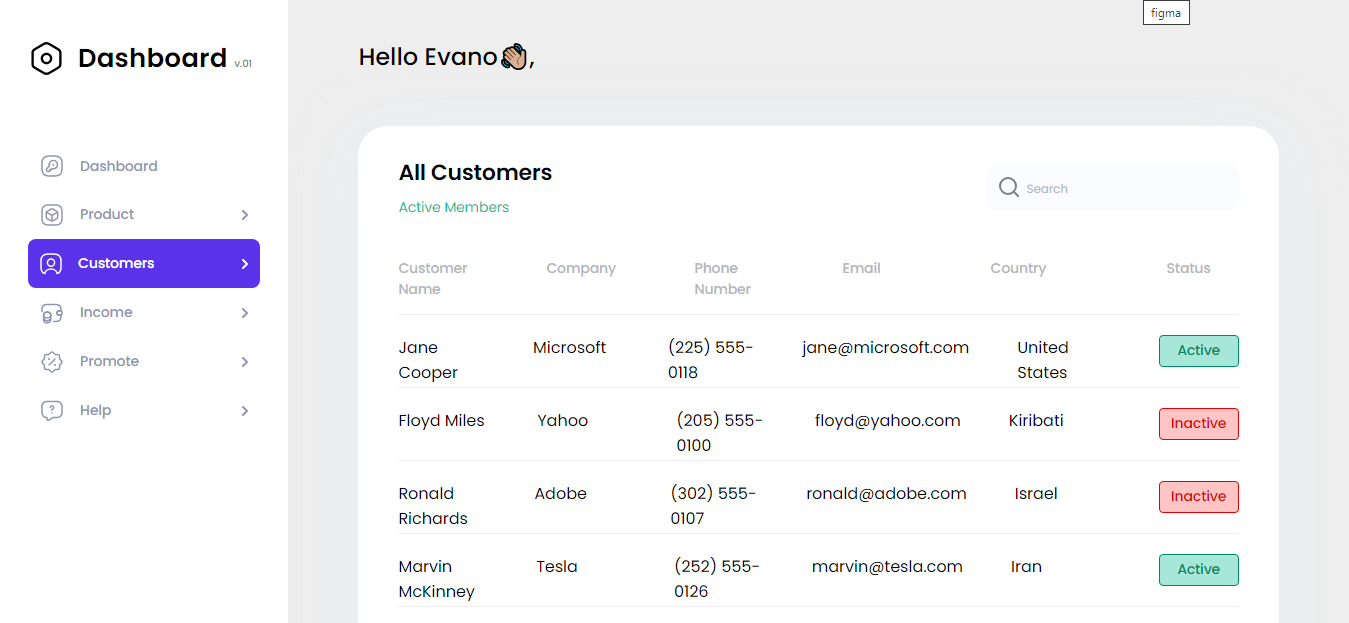 figma
Dashboard v.01
Hello Evano👋🏽,
Dashboard
Product
Customers
Income
Promote
Help
All Customers
Active Members
Search
Customer Name Company Phone Number Email Country Status
Jane Cooper Microsoft (225) 555-0118 jane@microsoft.com United States Active
Floyd Miles Yahoo (205) 555-0100 floyd@yahoo.com Kiribati Inactive
Ronald Richards Adobe (302) 555-0107 ronald@adobe.com Israel Inactive
Marvin McKinney Tesla (252) 555-0126 marvin@tesla.com Iran Active